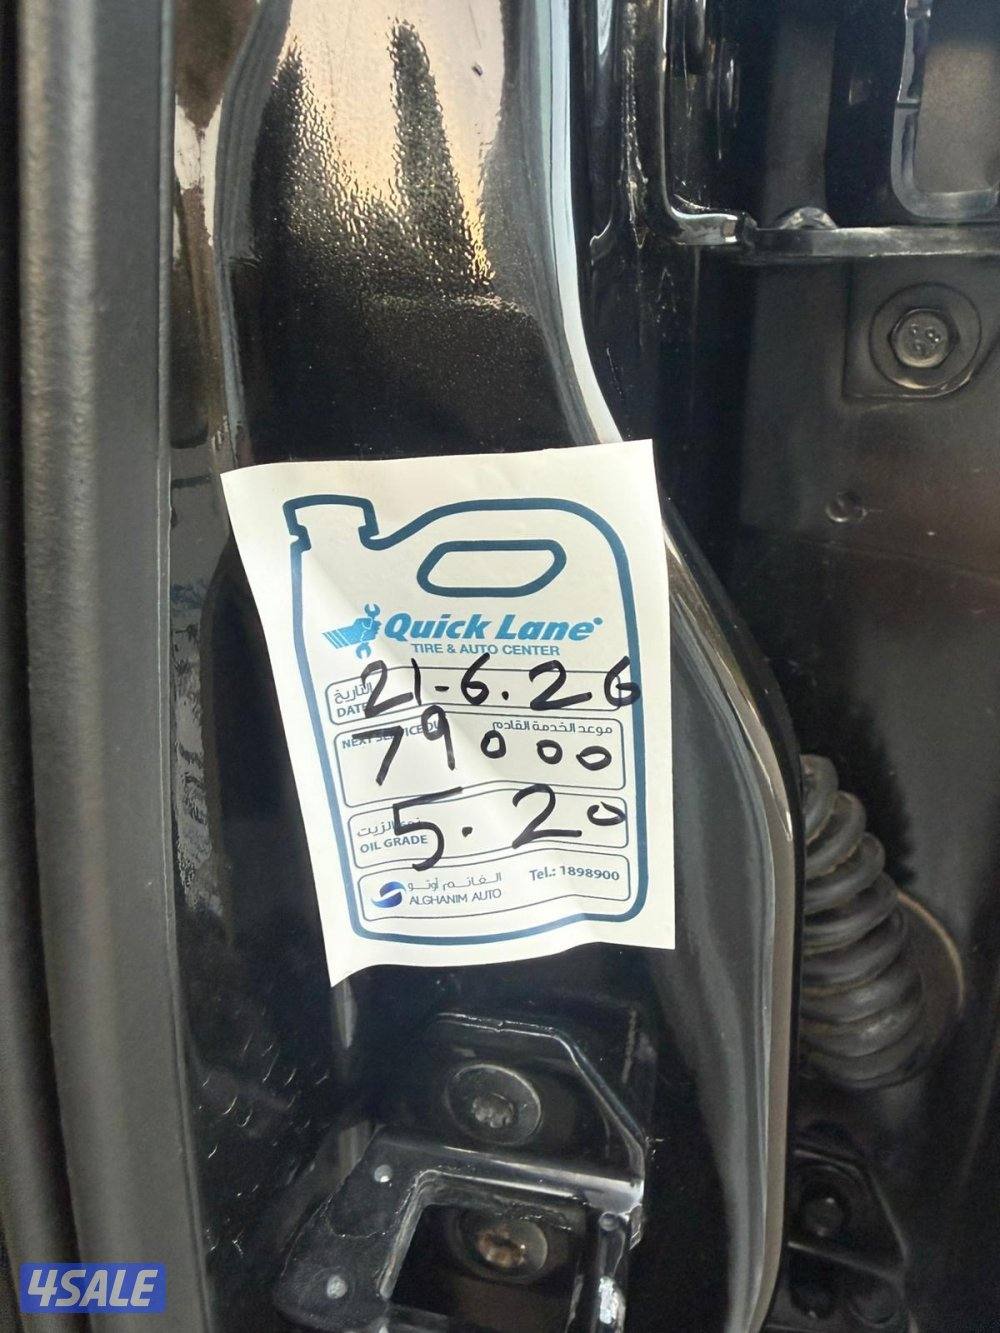 Quick Lane®
TIRE & AUTO CENTER
التاريخ 21-6.26
DATE
NEXT SERVICE DUE موعد الخدمة القادم
79000
الزيت 5.20
OIL GRADE
الغانم أوتو Tel.: 1898900
ALGHANIM AUTO
4SALE